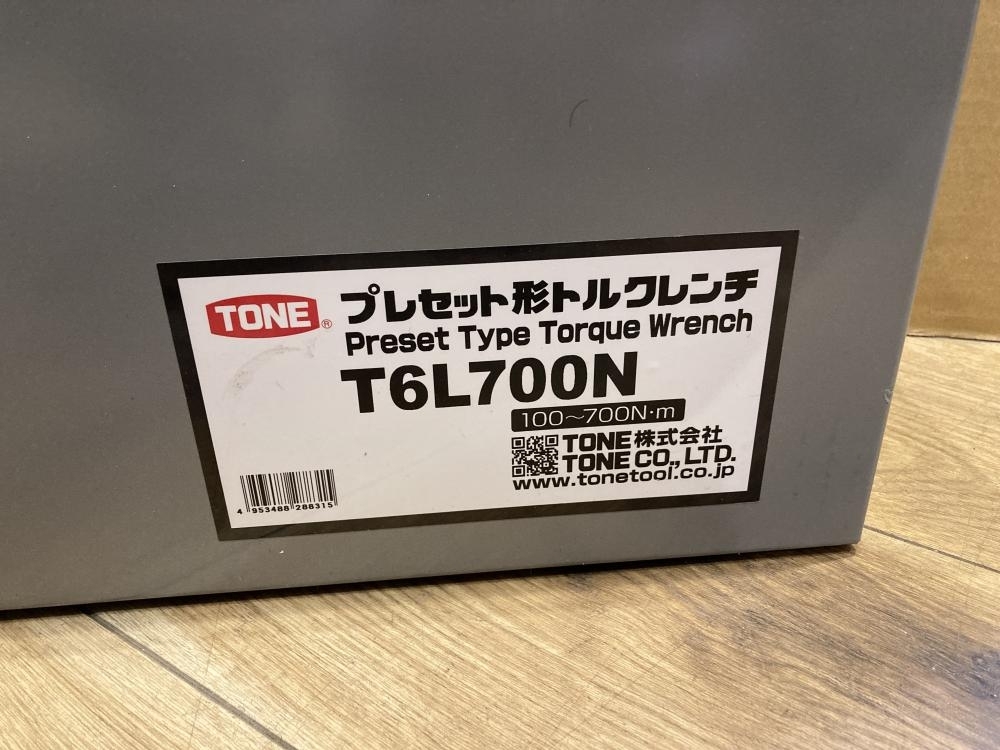 TONE®
プレセット形トルクレンチ
Preset Type Torque Wrench
T6L700N
100～700N·m
TONE株式会社
TONE CO., LTD.
www.tonetool.co.jp
4 953488 288315